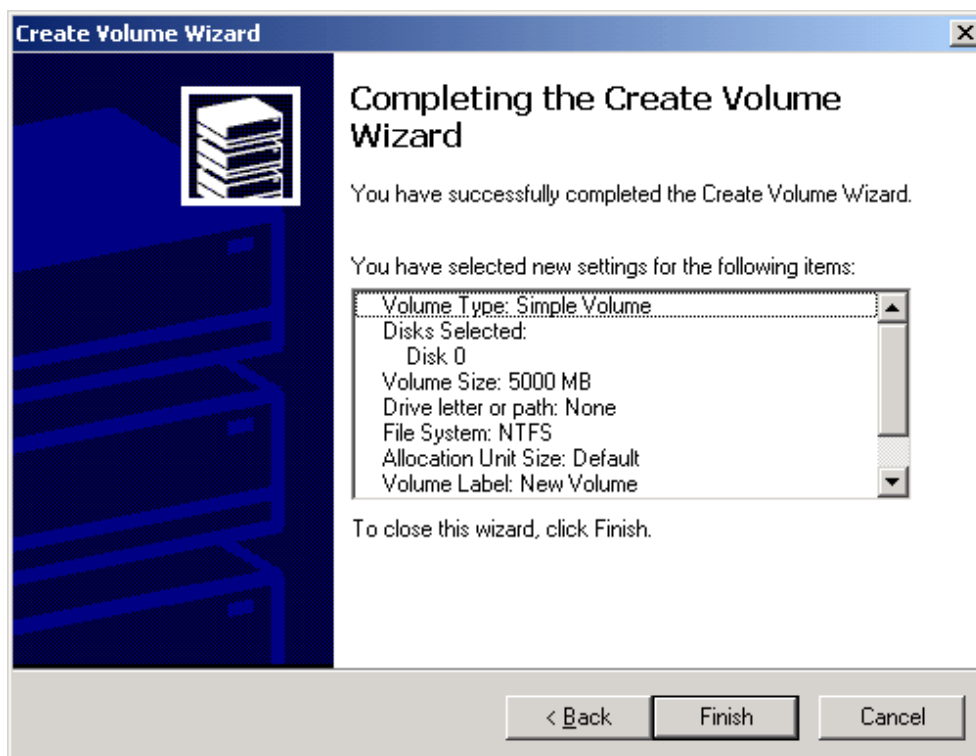 Create Volume Wizard
Completing the Create Volume
Wizard
You have successfully completed the Create Volume Wizard.
You have selected new settings for the following items:
Volume Type: Simple Volume
Disks Selected:
Disk 0
Volume Size: 5000 MB
Drive letter or path: None
File System: NTFS
Allocation Unit Size: Default
Volume Label: New Volume
To close this wizard, click Finish.
< Back
Finish
Cancel